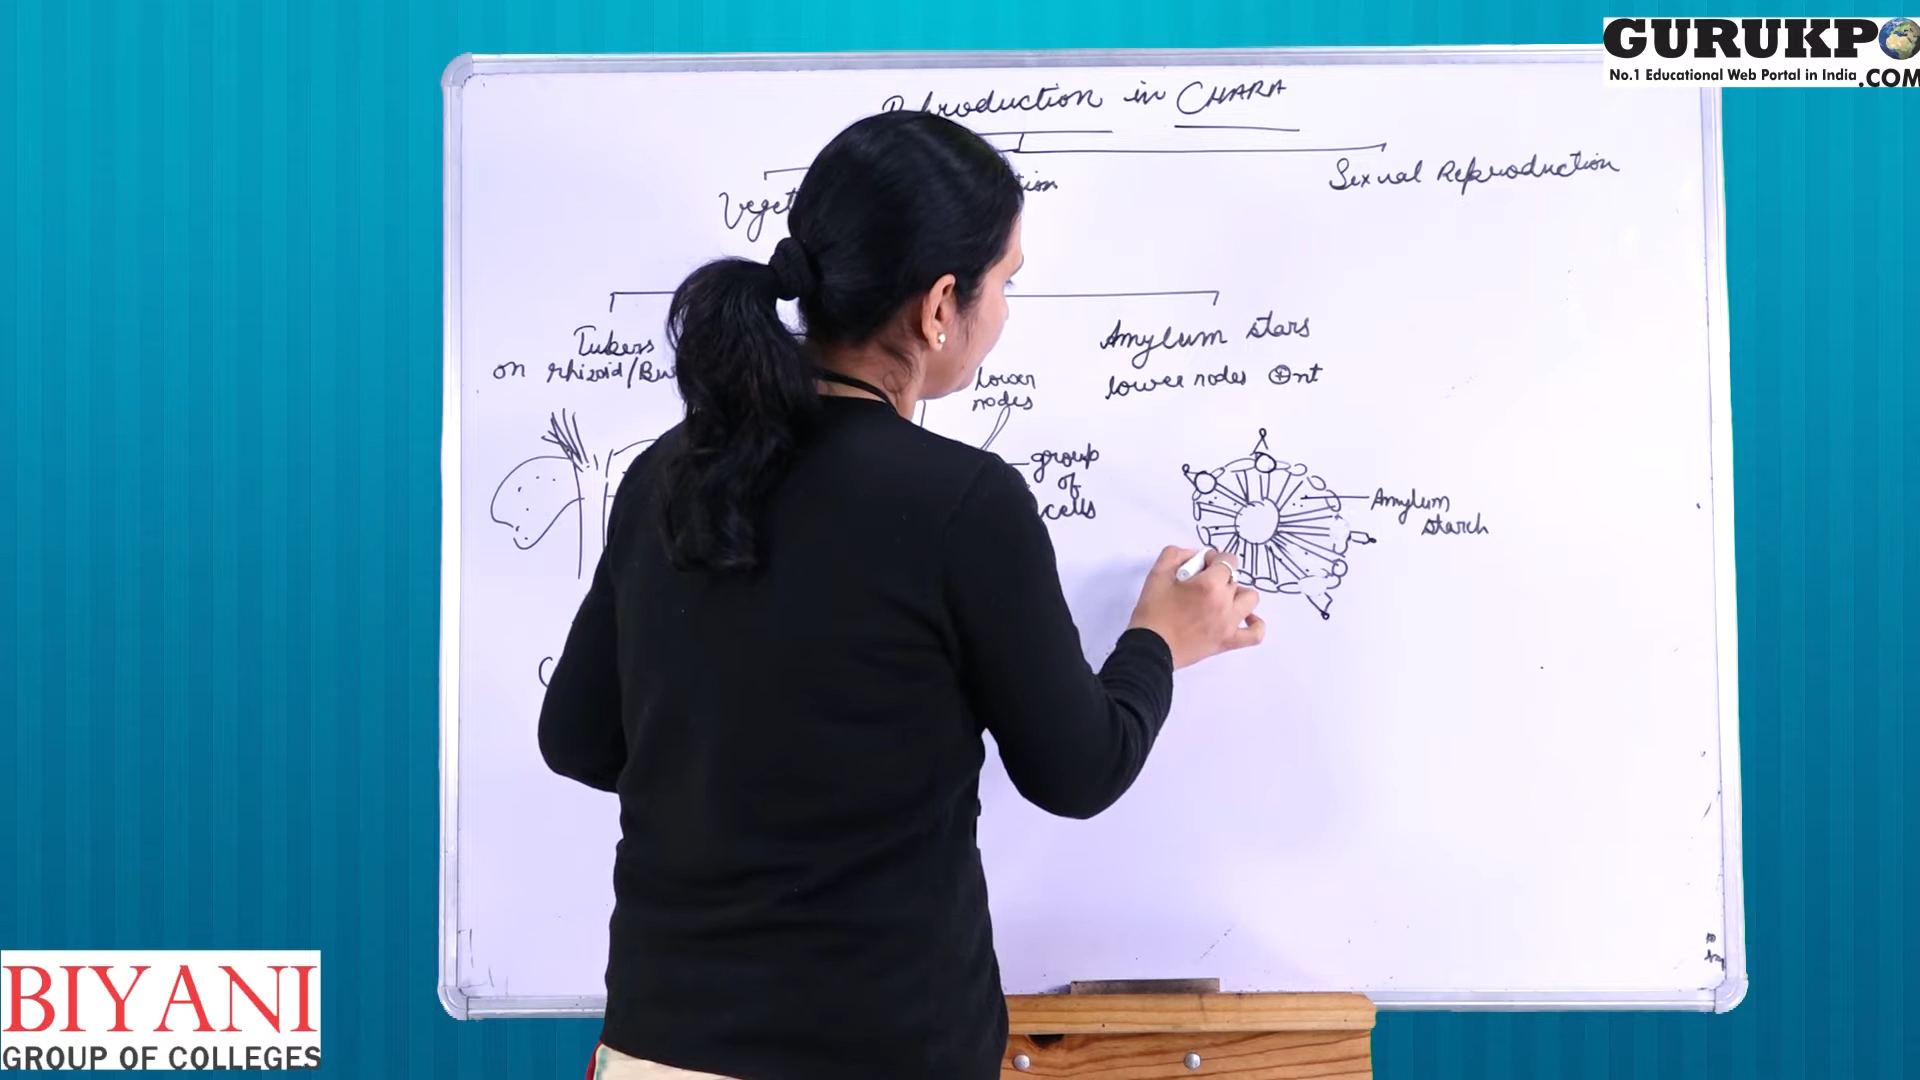 GURUKPO
No.1 Educational Web Portal in India .COM
Reproduction in CHARA
Sexual Reproduction
Tubers
on rhizoid/
Lower
nodes
Amylum stars
lower nodes
group
of
cells
Amylum
starch
BIYANI
GROUP OF COLLEGES